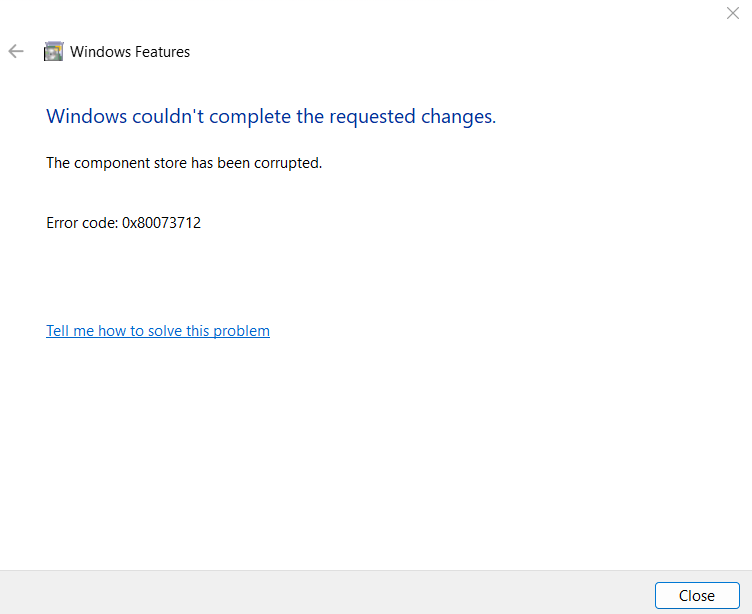 Windows Features
Windows couldn't complete the requested changes.
The component store has been corrupted.
Error code: 0x80073712
Tell me how to solve this problem
Close